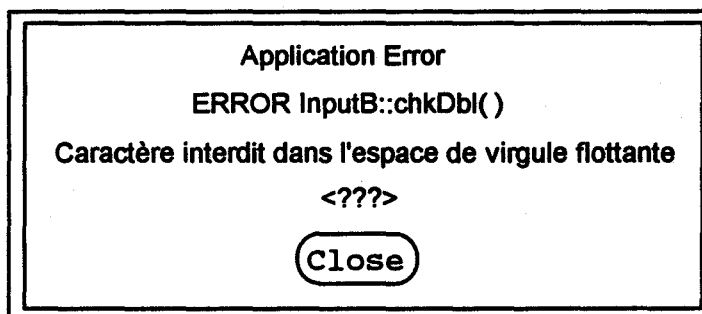 Application Error
ERROR InputB::chkDbl( )
Caractère interdit dans l'espace de virgule flottante
<???>
Close